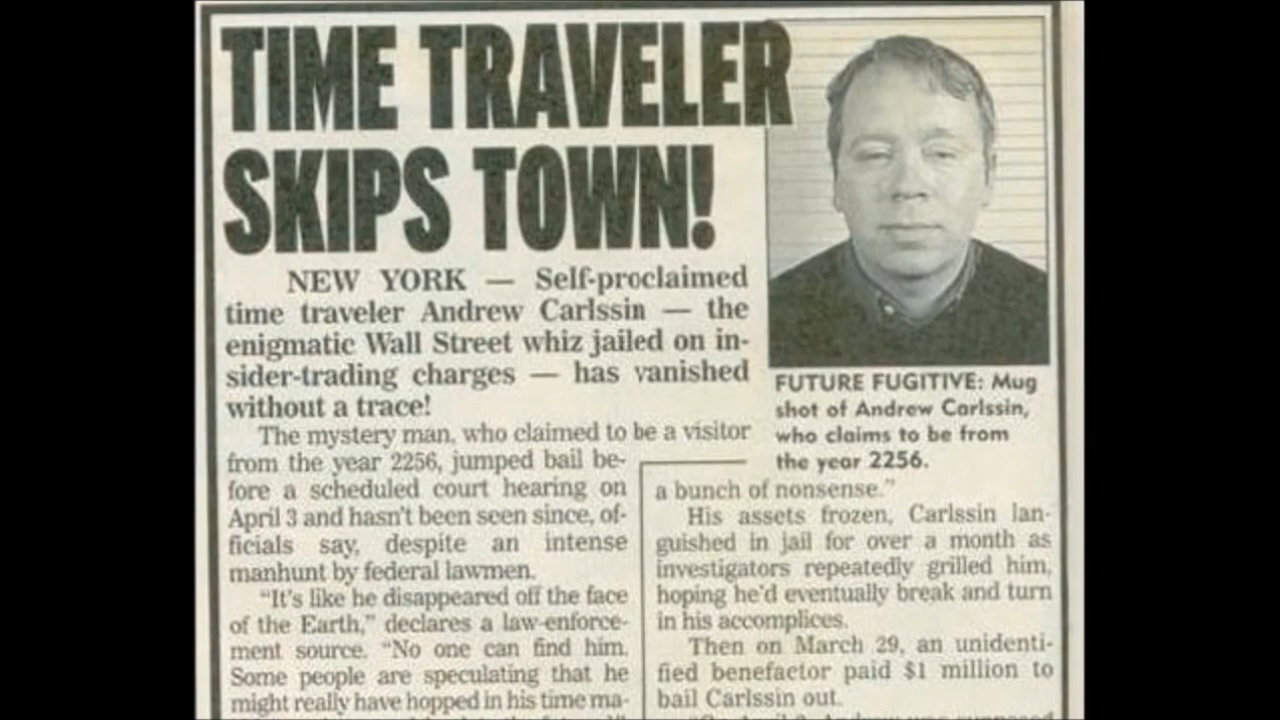 TIME TRAVELER
SKIPS TOWN!
NEW YORK — Self-proclaimed
time traveler Andrew Carlssin — the
enigmatic Wall Street whiz jailed on in-
sider-trading charges — has vanished
without a trace!
The mystery man, who claimed to be a visitor
from the year 2256, jumped bail be-
fore a scheduled court hearing on
April 3 and hasn't been seen since, of-
ficials say, despite an intense
manhunt by federal lawmen.
"It's like he disappeared off the face
of the Earth," declares a law-enforce-
ment source. "No one can find him.
Some people are speculating that he
might really have hopped in his time ma-
FUTURE FUGITIVE: Mug
shot of Andrew Carlssin,
who claims to be from
the year 2256.
a bunch of nonsense."
His assets frozen, Carlssin lan-
guished in jail for over a month as
investigators repeatedly grilled him,
hoping he'd eventually break and turn
in his accomplices.
Then on March 29, an unidenti-
fied benefactor paid $1 million to
bail Carlssin out.